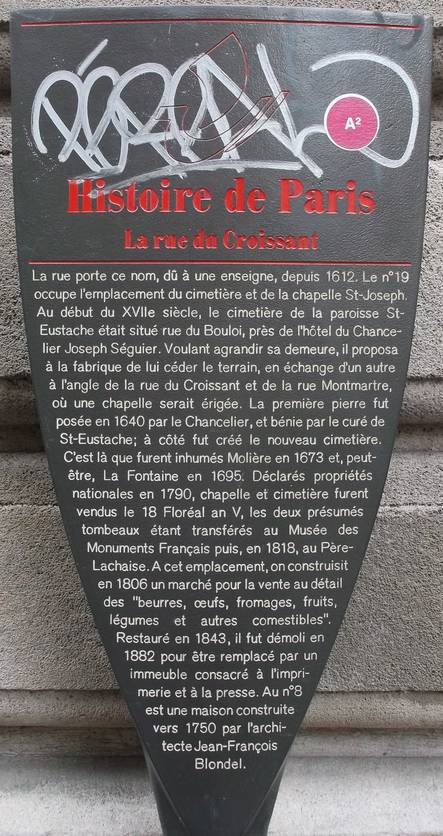 A²
Histoire de Paris
La rue du Croissant
La rue porte ce nom, dû à une enseigne, depuis 1612. Le n°19
occupe l'emplacement du cimetière et de la chapelle St-Joseph.
Au début du XVIIe siècle, le cimetière de la paroisse St-
Eustache était situé rue du Bouloi, près de l'hôtel du Chance-
lier Joseph Séguier. Voulant agrandir sa demeure, il proposa
à la fabrique de lui céder le terrain, en échange d'un autre
à l'angle de la rue du Croissant et de la rue Montmartre,
où une chapelle serait érigée. La première pierre fut
posée en 1640 par le Chancelier, et bénie par le curé de
St-Eustache; à côté fut créé le nouveau cimetière.
C'est là que furent inhumés Molière en 1673 et, peut-
être, La Fontaine en 1695. Déclarés propriétés
nationales en 1790, chapelle et cimetière furent
vendus le 18 Floréal an V, les deux présumés
tombeaux étant transférés au Musée des
Monuments Français puis, en 1818, au Père-
Lachaise. A cet emplacement, on construisit
en 1806 un marché pour la vente au détail
des "beurres, œufs, fromages, fruits,
légumes et autres comestibles".
Restauré en 1843, il fut démoli en
1882 pour être remplacé par un
immeuble consacré à l'impri-
merie et à la presse. Au n°8
est une maison construite
vers 1750 par l'archi-
tecte Jean-François
Blondel.